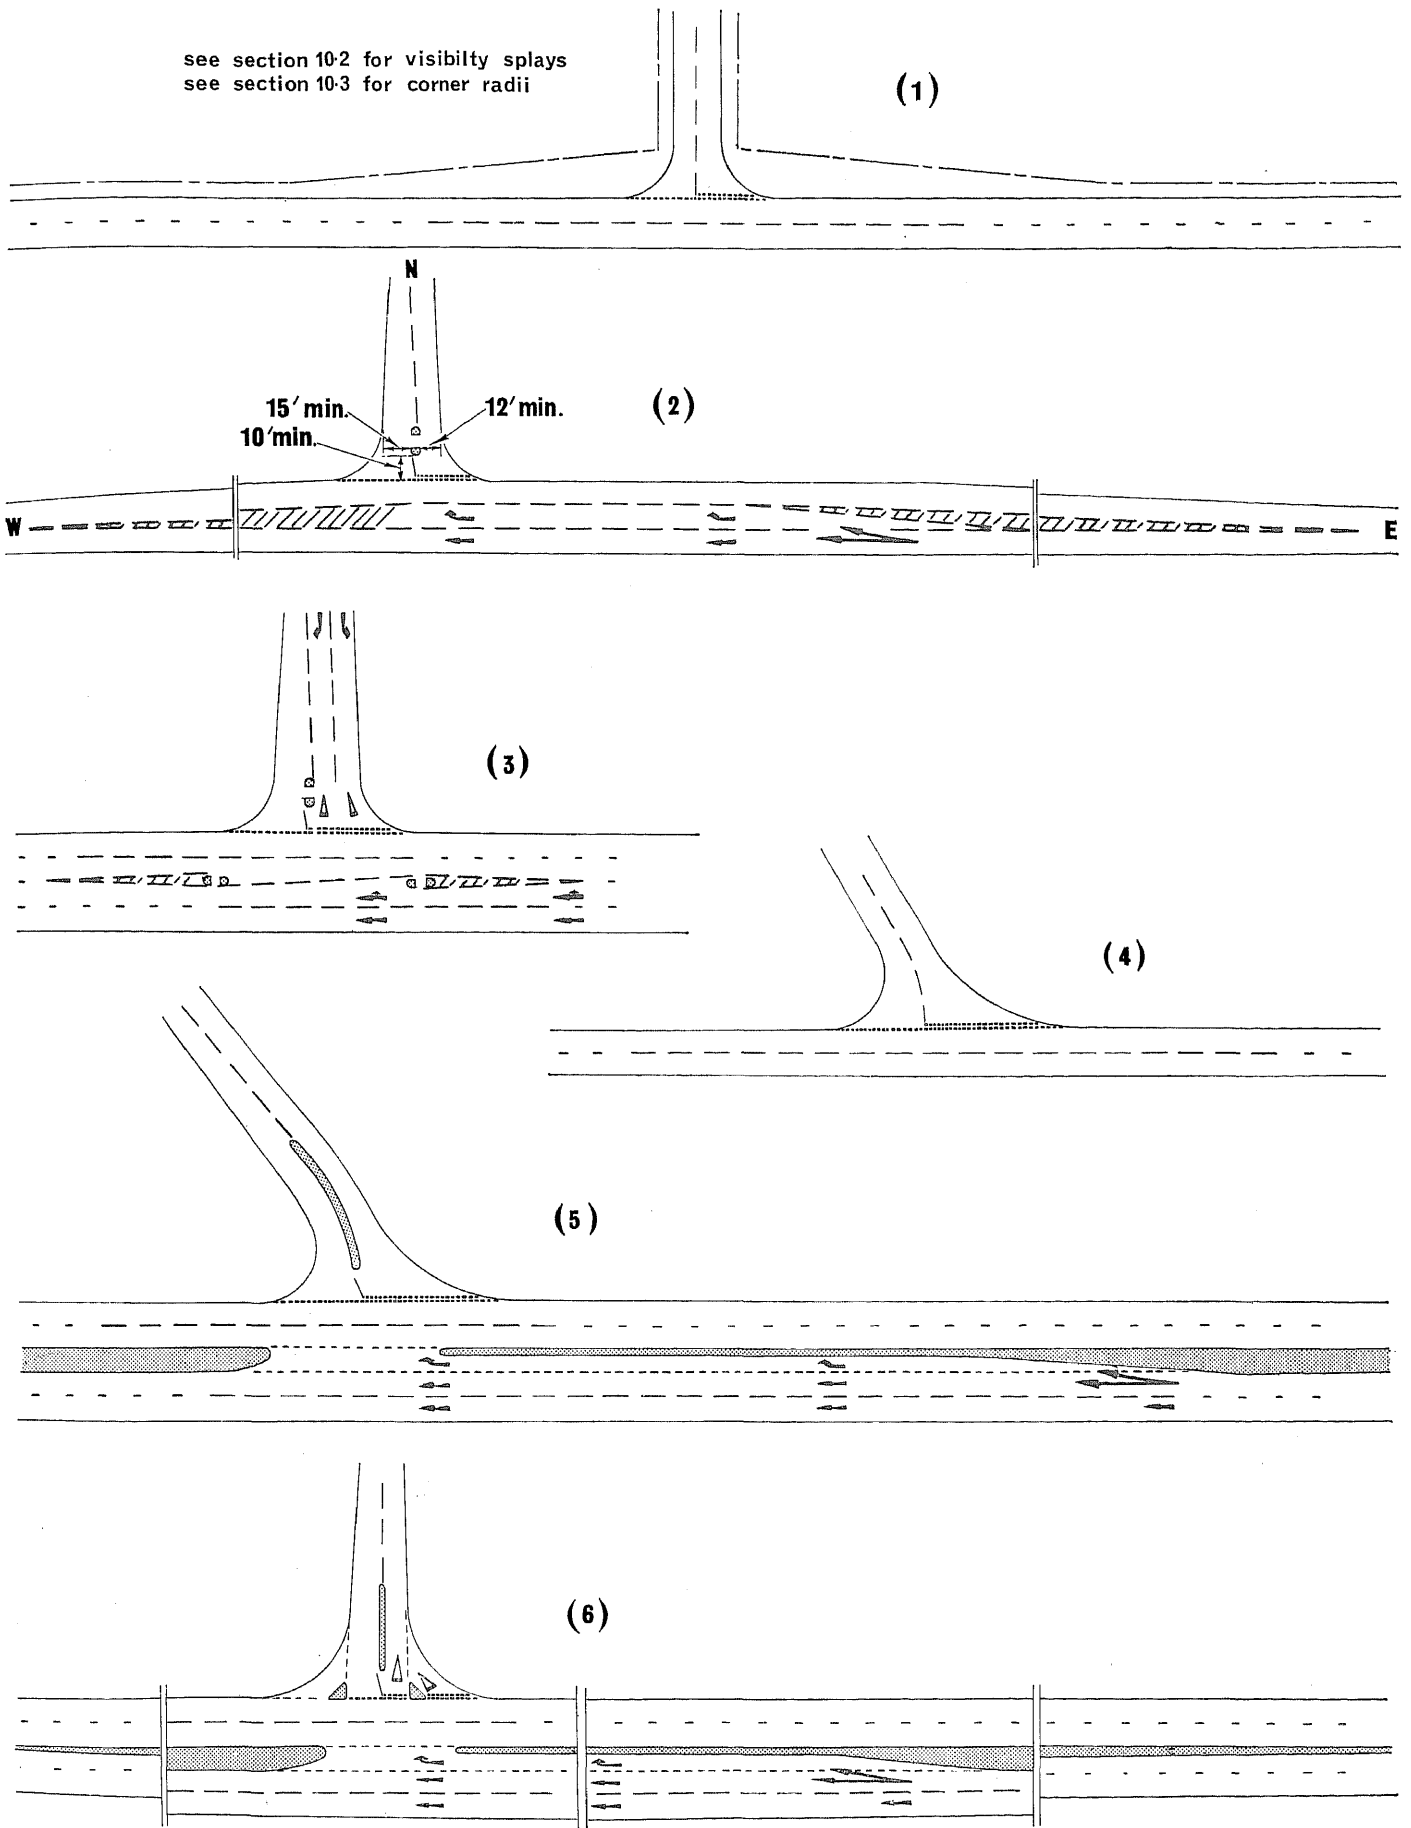 see section 10·2 for visibilty splays
see section 10·3 for corner radii
(1)
N
15′ min.
12′ min.
(2)
10′ min.
W
E
(3)
(4)
(5)
(6)